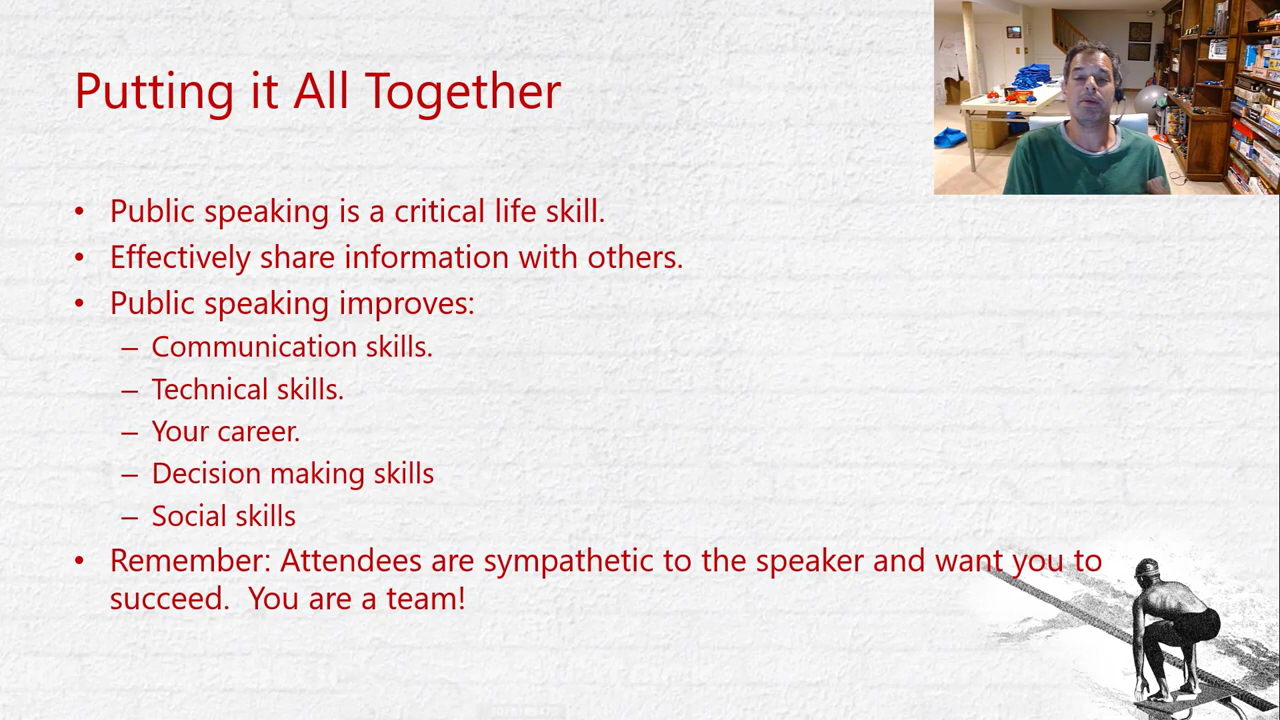 Putting it All Together
• Public speaking is a critical life skill.
• Effectively share information with others.
• Public speaking improves:
– Communication skills.
– Technical skills.
– Your career.
– Decision making skills
– Social skills
• Remember: Attendees are sympathetic to the speaker and want you to
succeed.  You are a team!